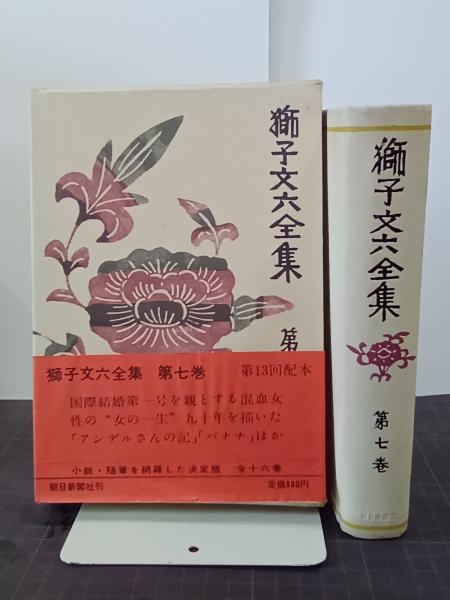 獅子文六全集
第
獅子文六全集　第七巻　第13回配本
国際結婚第一号を親とする混血女
性の“女の一生”九十年を描いた
「アンデルさんの記」「バナナ」ほか
小説・随筆を網羅した決定版　全十六巻
朝日新聞社刊　定価880円
獅子文六全集
第七巻